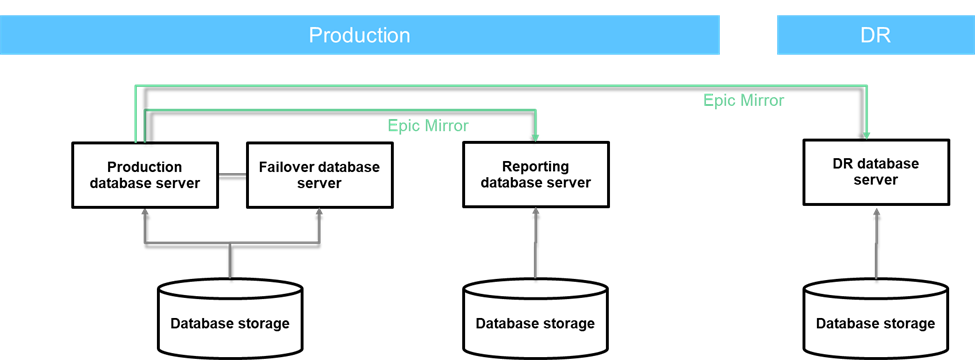 Production
DR
Epic Mirror
Epic Mirror
Production
database server
Failover database
server
Reporting
database server
DR database
server
Database storage
Database storage
Database storage